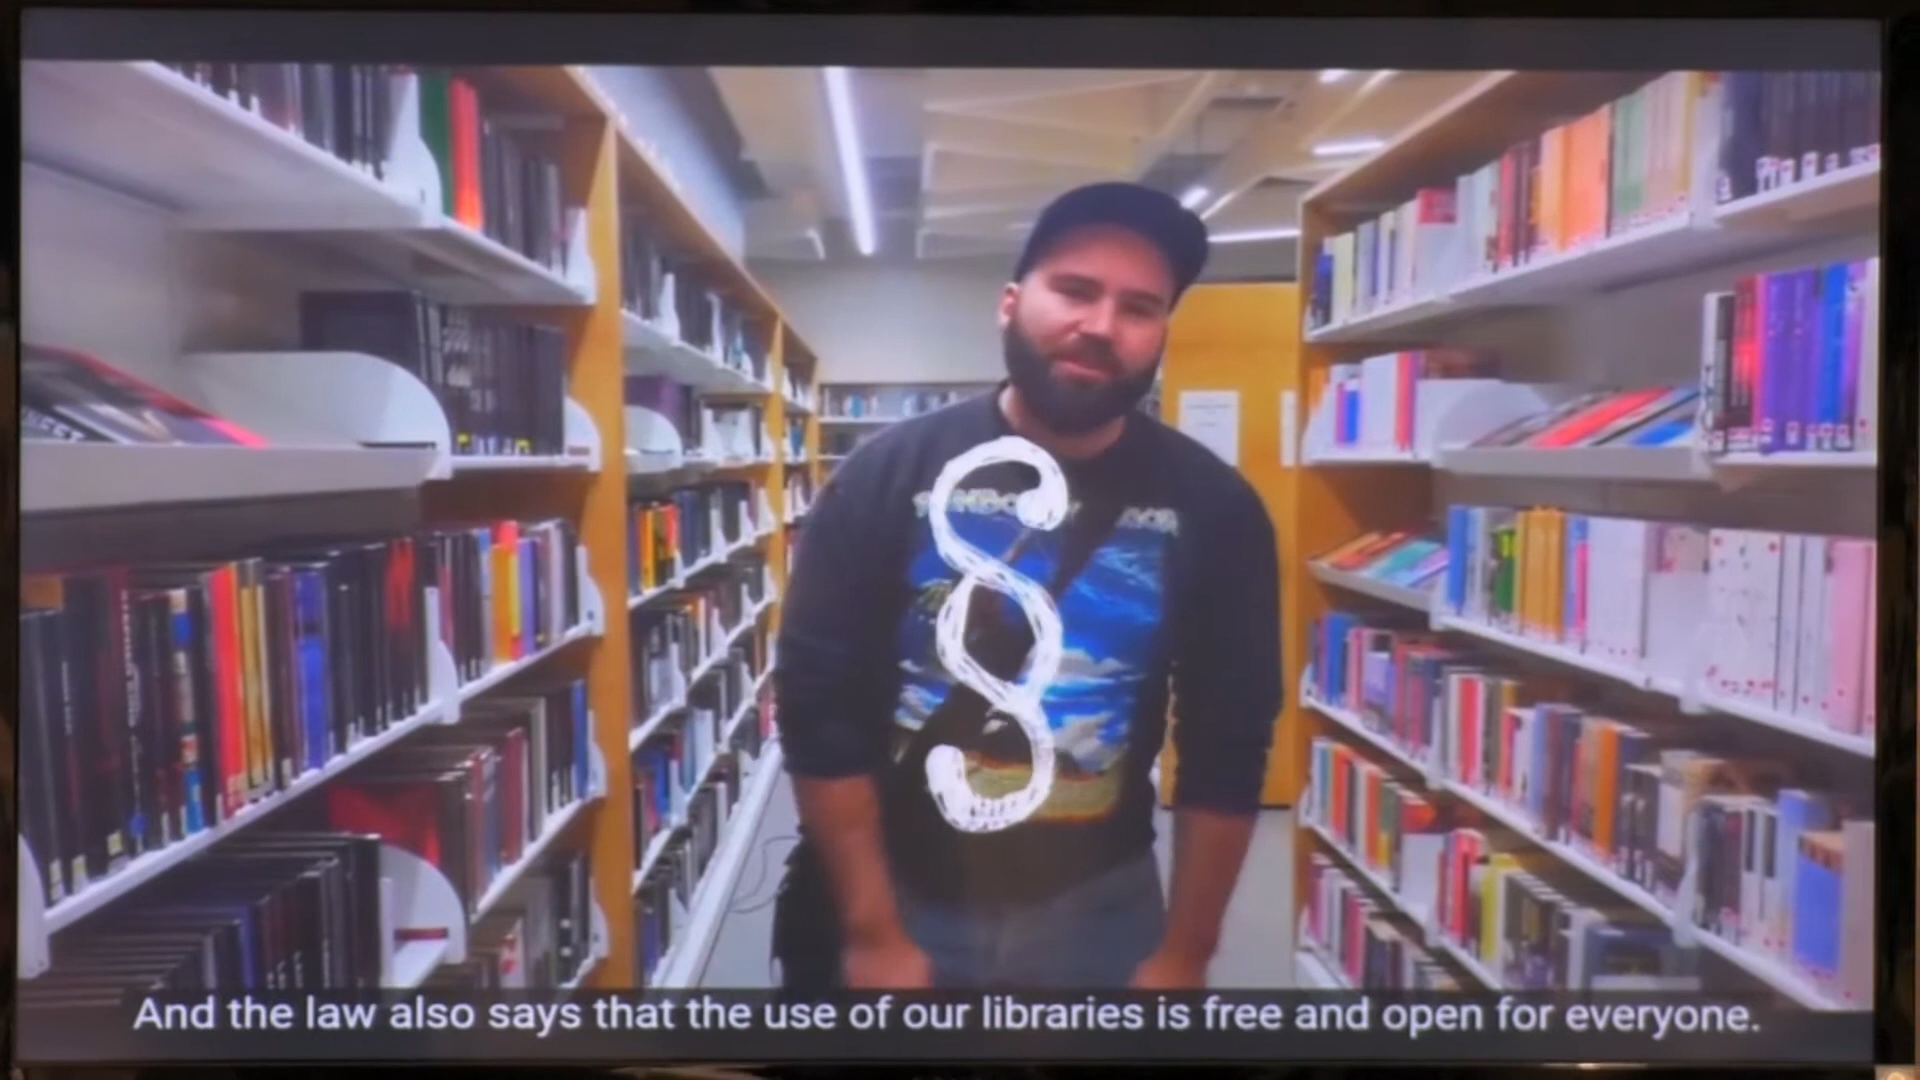 §
And the law also says that the use of our libraries is free and open for everyone.